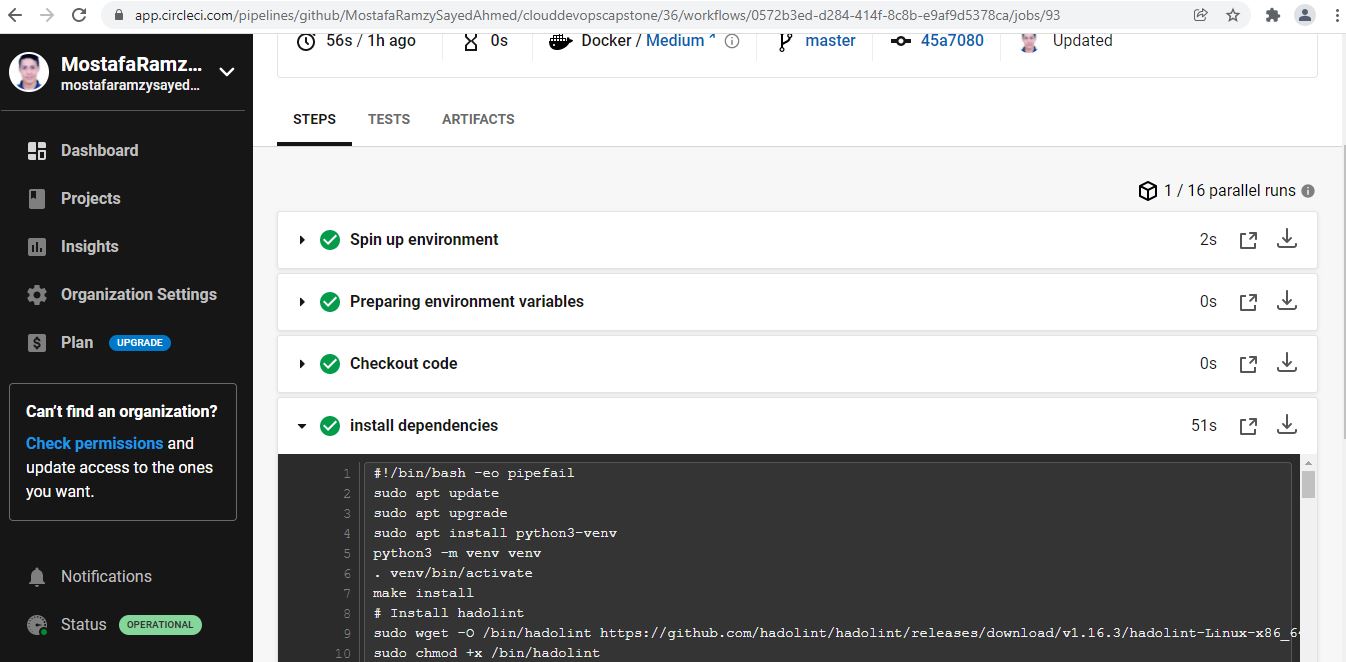 app.circleci.com/pipelines/github/MostafaRamzySayedAhmed/clouddevopscapstone/36/workflows/0572b3ed-d284-414f-8c8b-e9af9d5378ca/jobs/93
MostafaRamz...
mostafaramzysayed...
Dashboard
Projects
Insights
Organization Settings
Plan UPGRADE
Can't find an organization?
Check permissions and
update access to the ones
you want.
Notifications
Status OPERATIONAL
56s / 1h ago 0s Docker / Medium master 45a7080 Updated
STEPS TESTS ARTIFACTS
1 / 16 parallel runs
Spin up environment 2s
Preparing environment variables 0s
Checkout code 0s
install dependencies 51s
1 #!/bin/bash -eo pipefail
2 sudo apt update
3 sudo apt upgrade
4 sudo apt install python3-venv
5 python3 -m venv venv
6 . venv/bin/activate
7 make install
8 # Install hadolint
9 sudo wget -O /bin/hadolint https://github.com/hadolint/hadolint/releases/download/v1.16.3/hadolint-Linux-x86_6
10 sudo chmod +x /bin/hadolint